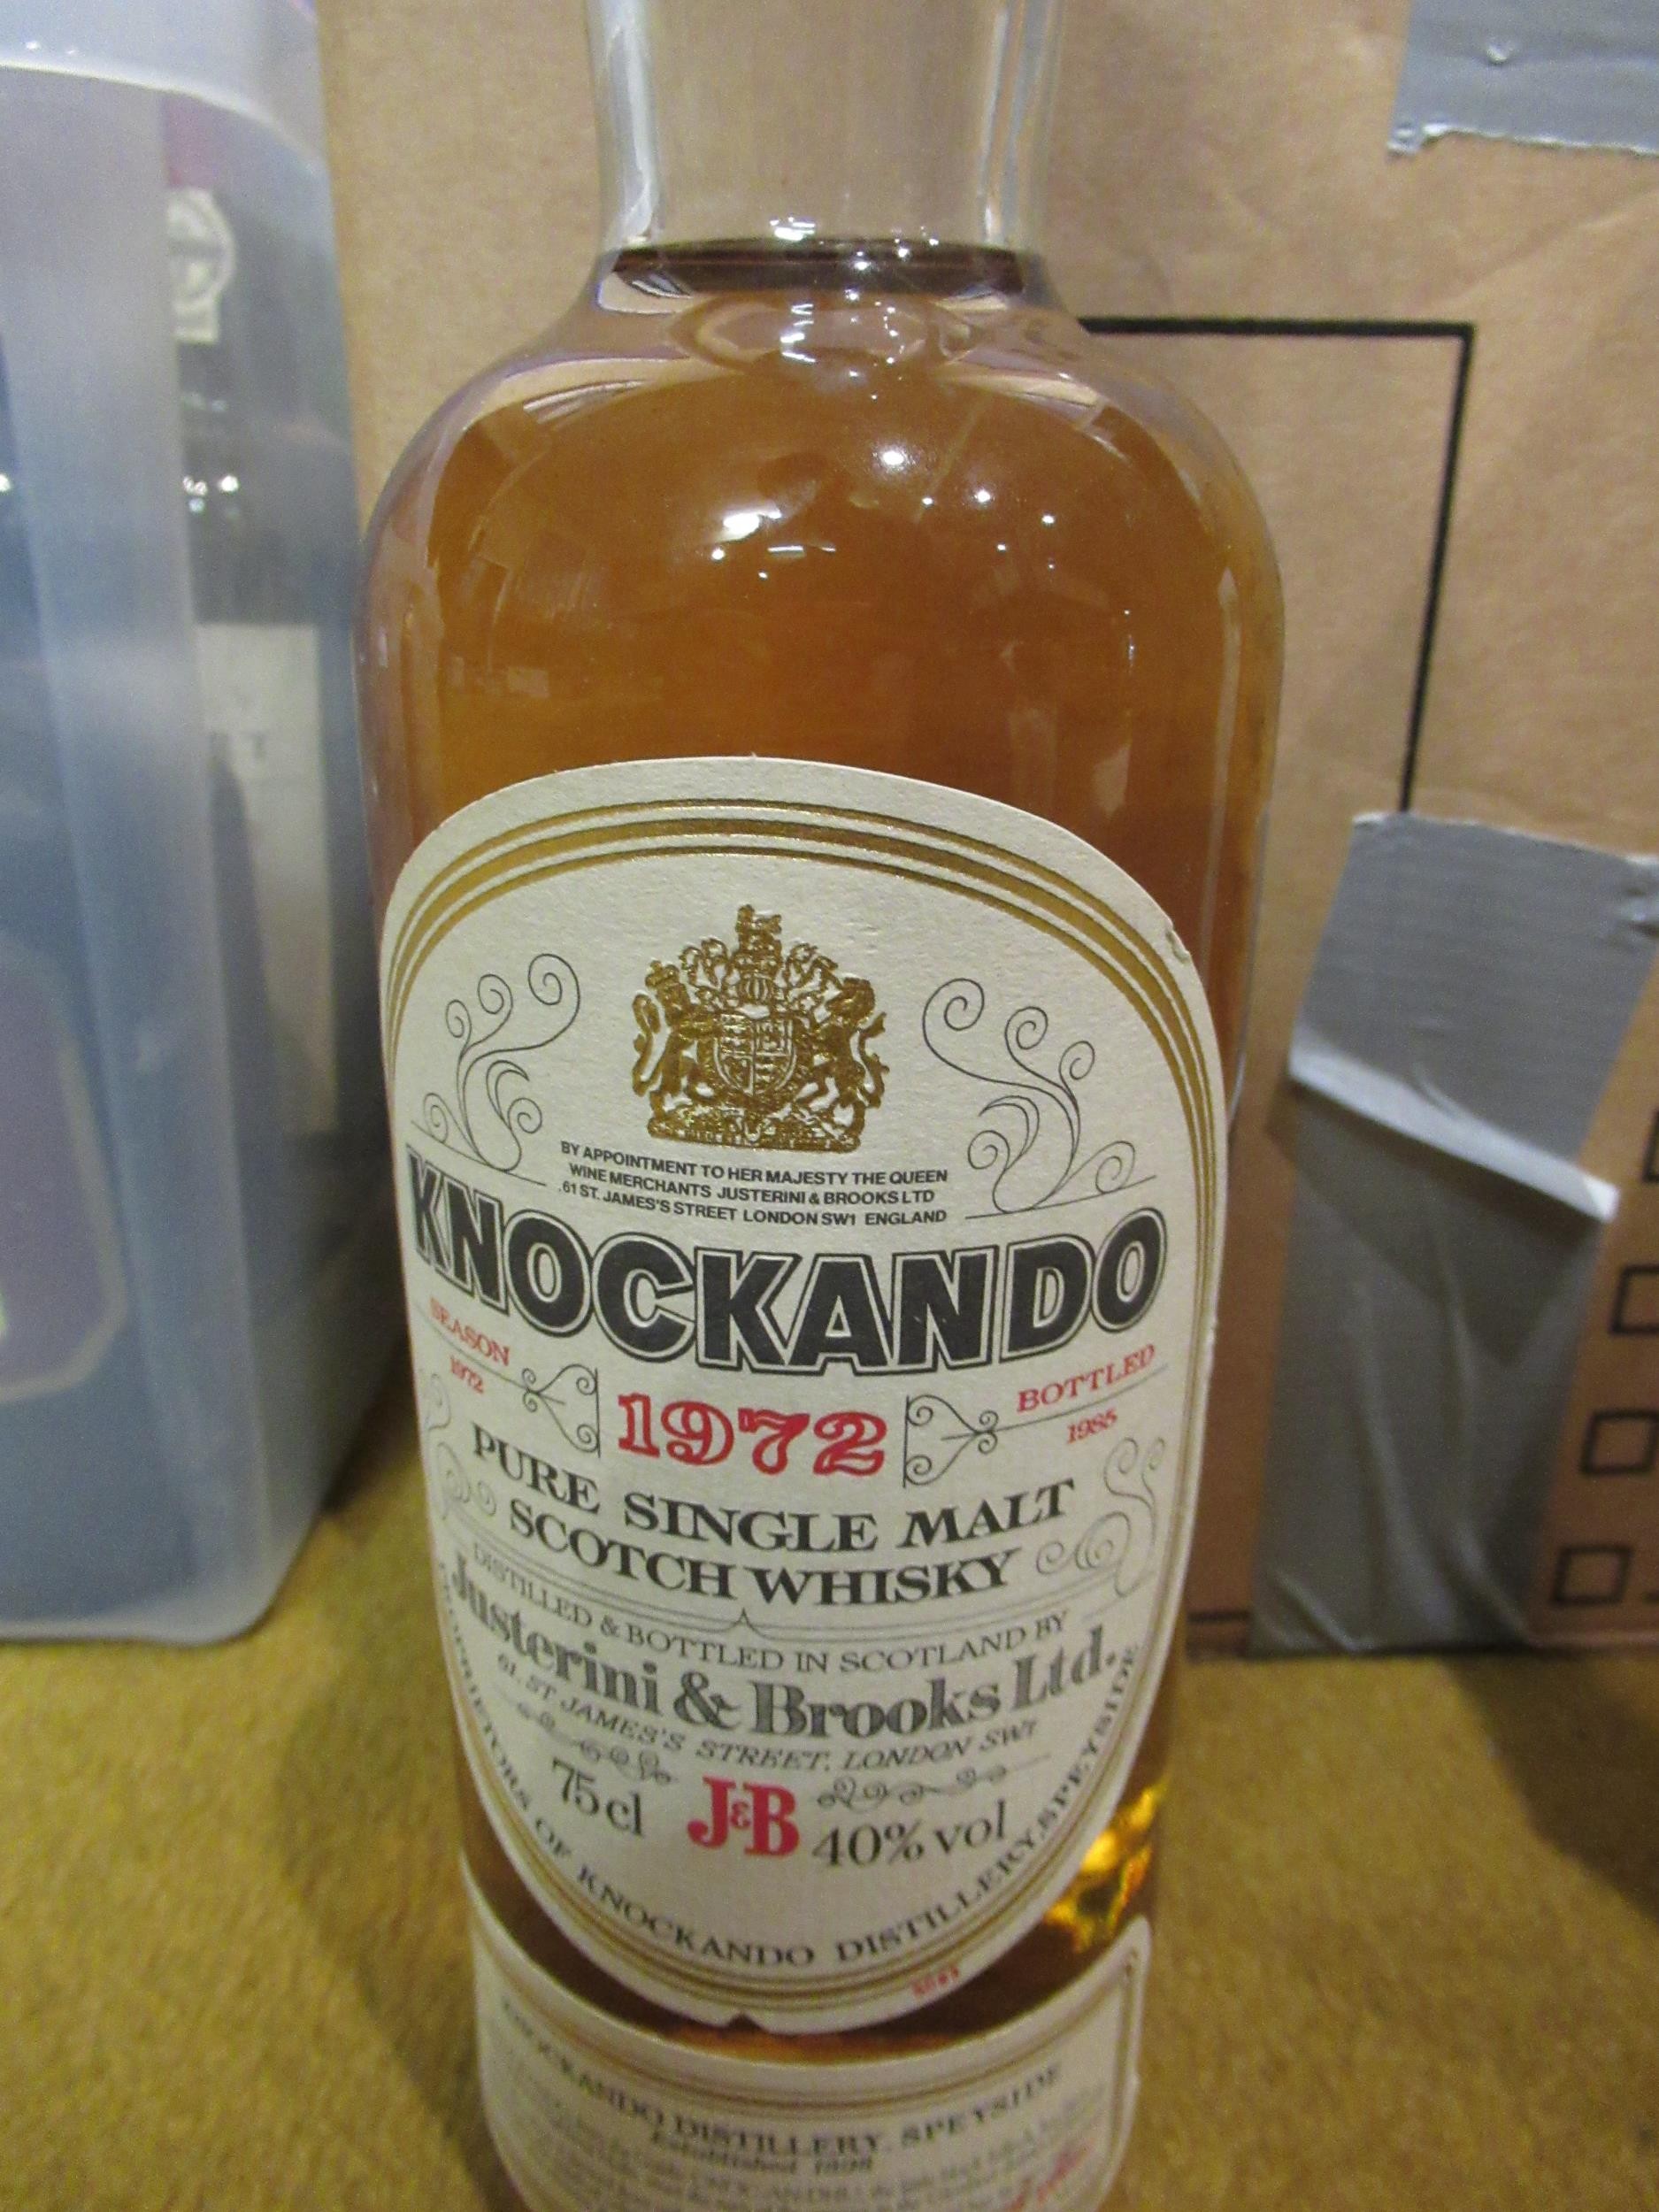 BY APPOINTMENT TO HER MAJESTY THE QUEEN
WINE MERCHANTS JUSTERINI & BROOKS LTD
61 ST. JAMES'S STREET LONDON SW1 ENGLAND
KNOCKANDO
SEASON
1972
1972
BOTTLED
1985
PURE SINGLE MALT
SCOTCH WHISKY
DISTILLED & BOTTLED IN SCOTLAND BY
Justerini & Brooks Ltd.
61, ST JAMES'S STREET, LONDON SW1
75cl
J&B
40% vol
PROPRIETORS OF KNOCKANDO DISTILLERY, SPEYSIDE
KNOCKANDO DISTILLERY, SPEYSIDE
Established 1898